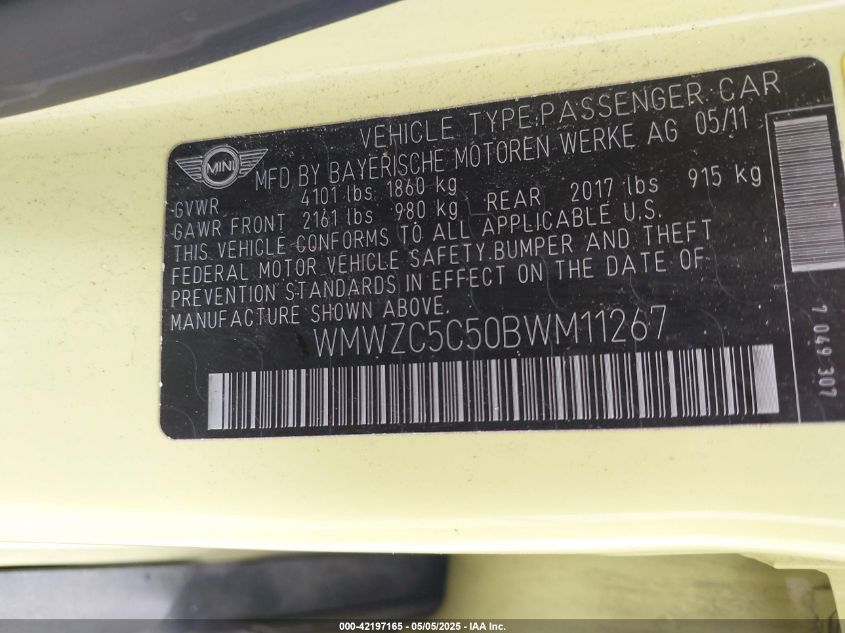 VEHICLE TYPE:PASSENGER CAR
MINI
MFD BY BAYERISCHE MOTOREN WERKE AG 05/11
GVWR 4101 lbs 1860 kg
GAWR FRONT 2161 lbs 980 kg REAR 2017 lbs 915 kg
THIS VEHICLE CONFORMS TO ALL APPLICABLE U.S.
FEDERAL MOTOR VEHICLE SAFETY.BUMPER AND THEFT
PREVENTION STANDARDS IN EFFECT ON THE DATE OF
MANUFACTURE SHOWN ABOVE.
WMWZC5C50BWM11267
7 049 307
000-42197165 - 05/05/2025 - IAA Inc.